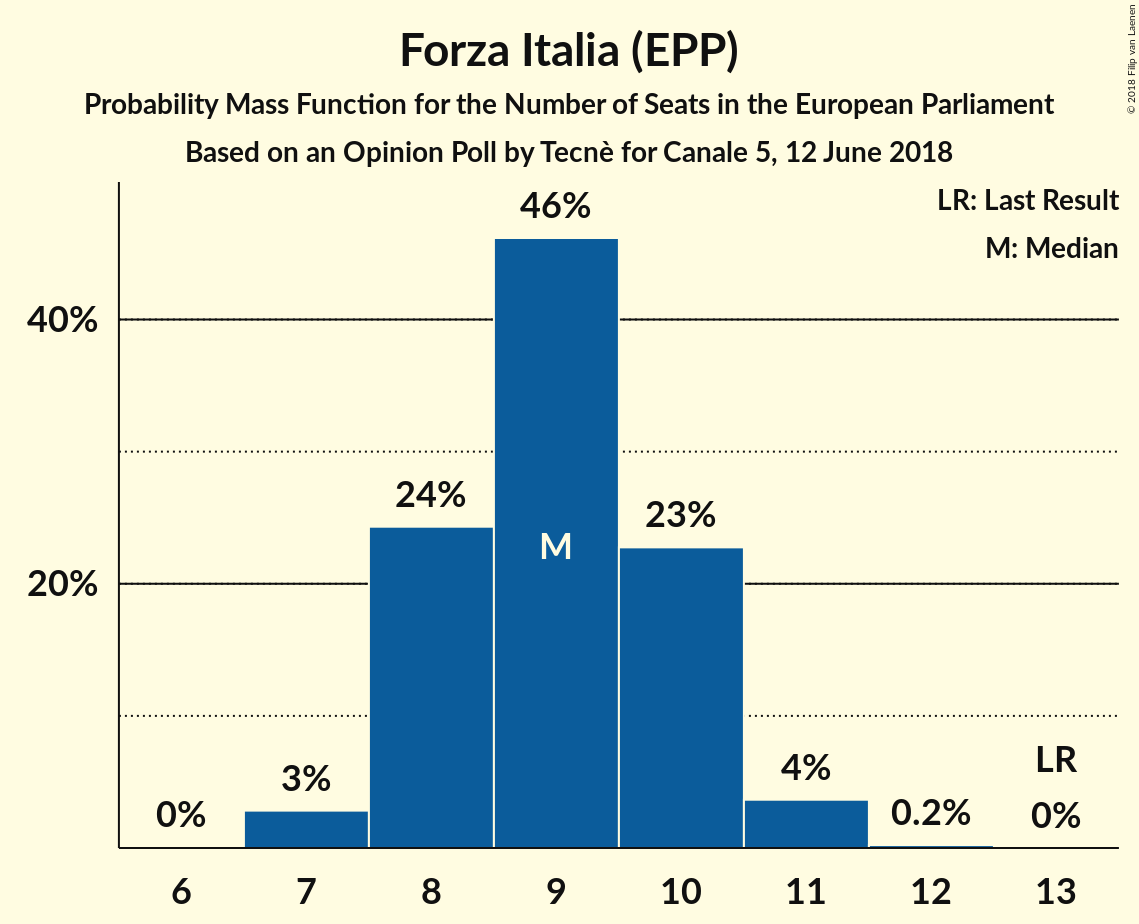 Forza Italia (EPP)
Probability Mass Function for the Number of Seats in the European Parliament
Based on an Opinion Poll by Tecnè for Canale 5, 12 June 2018
© 2018 Filip van Laenen
LR: Last Result
M: Median
46%
40%
24%
23%
M
20%
LR
4%
3%
0%
0.2%
0%
6 7 8 9 10 11 12 13